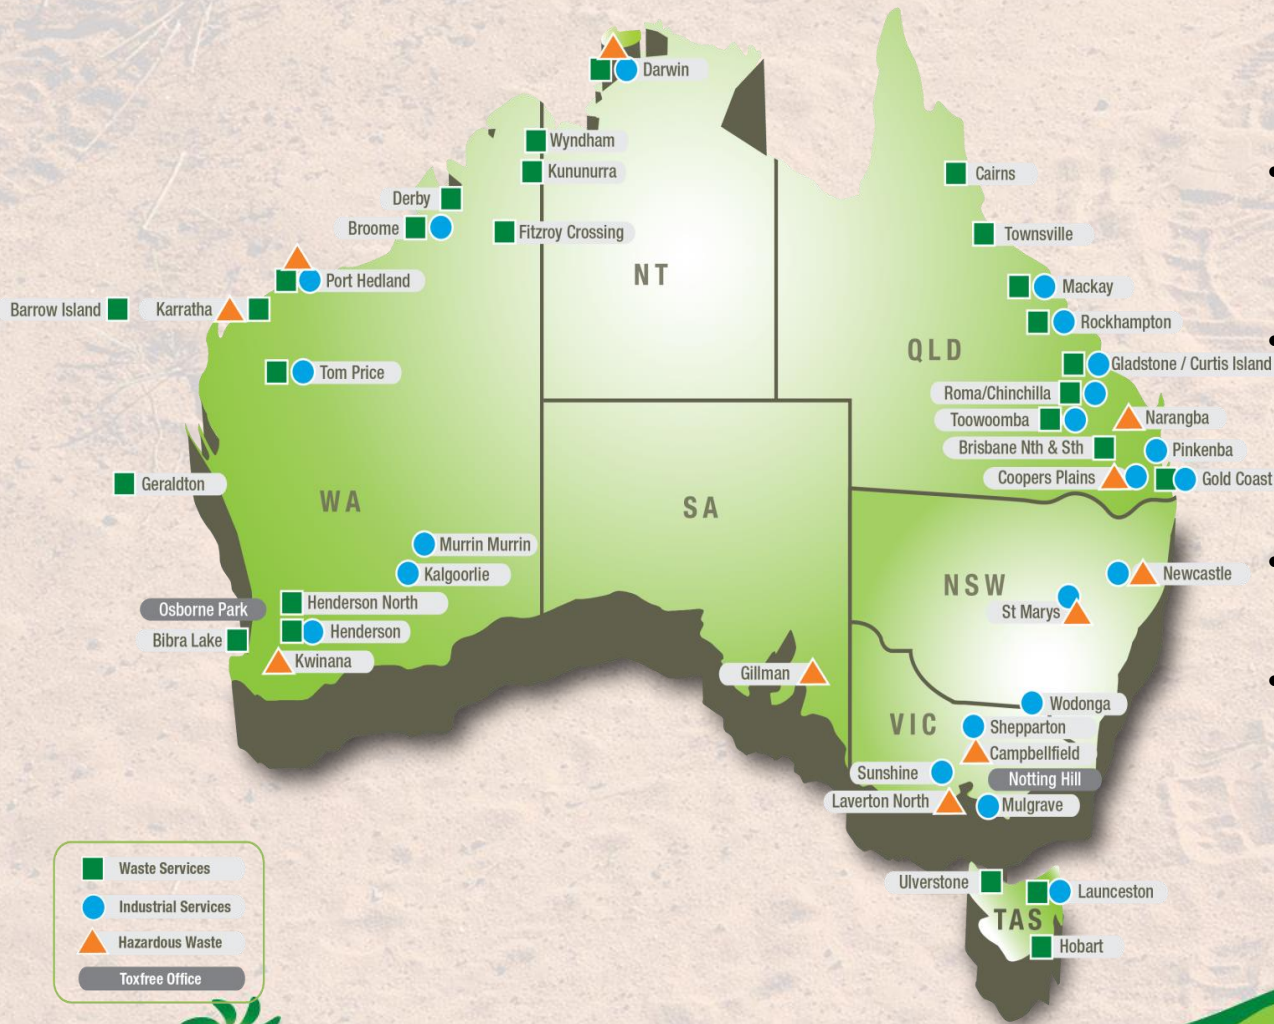 Darwin
Wyndham
Kununurra
Derby
Broome
Fitzroy Crossing
Cairns
Townsville
NT
Port Hedland
Mackay
Barrow Island
Karratha
Rockhampton
QLD
Gladstone / Curtis Island
Tom Price
Roma/Chinchilla
Toowoomba
Narangba
Brisbane Nth & Sth
Pinkenba
Coopers Plains
Gold Coast
Geraldton
WA
SA
Murrin Murrin
Kalgoorlie
NSW
Newcastle
Osborne Park
Henderson North
St Marys
Bibra Lake
Henderson
Kwinana
Gillman
Wodonga
VIC
Shepparton
Campbellfield
Sunshine
Notting Hill
Laverton North
Mulgrave
Ulverstone
Launceston
TAS
Hobart
Waste Services
Industrial Services
Hazardous Waste
Toxfree Office